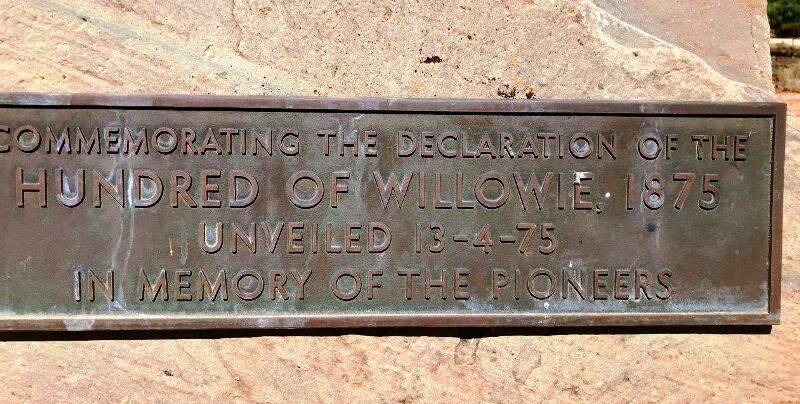 COMMEMORATING THE DECLARATION OF THE
HUNDRED OF WILLOWIE, 1875
UNVEILED 13-4-75
IN MEMORY OF THE PIONEERS